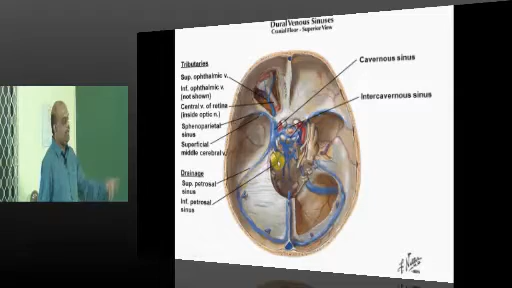 Dural Venous Sinuses
Cranial Floor - Superior View
Tributaries
Sup. ophthalmic v.
Inf. ophthalmic v.
(not shown)
Central v. of retina
(inside optic n.)
Sphenoparietal
sinus
Superficial
middle cerebral v.
Drainage
Sup. petrosal
sinus
Inf. petrosal
sinus
Cavernous sinus
Intercavernous sinus